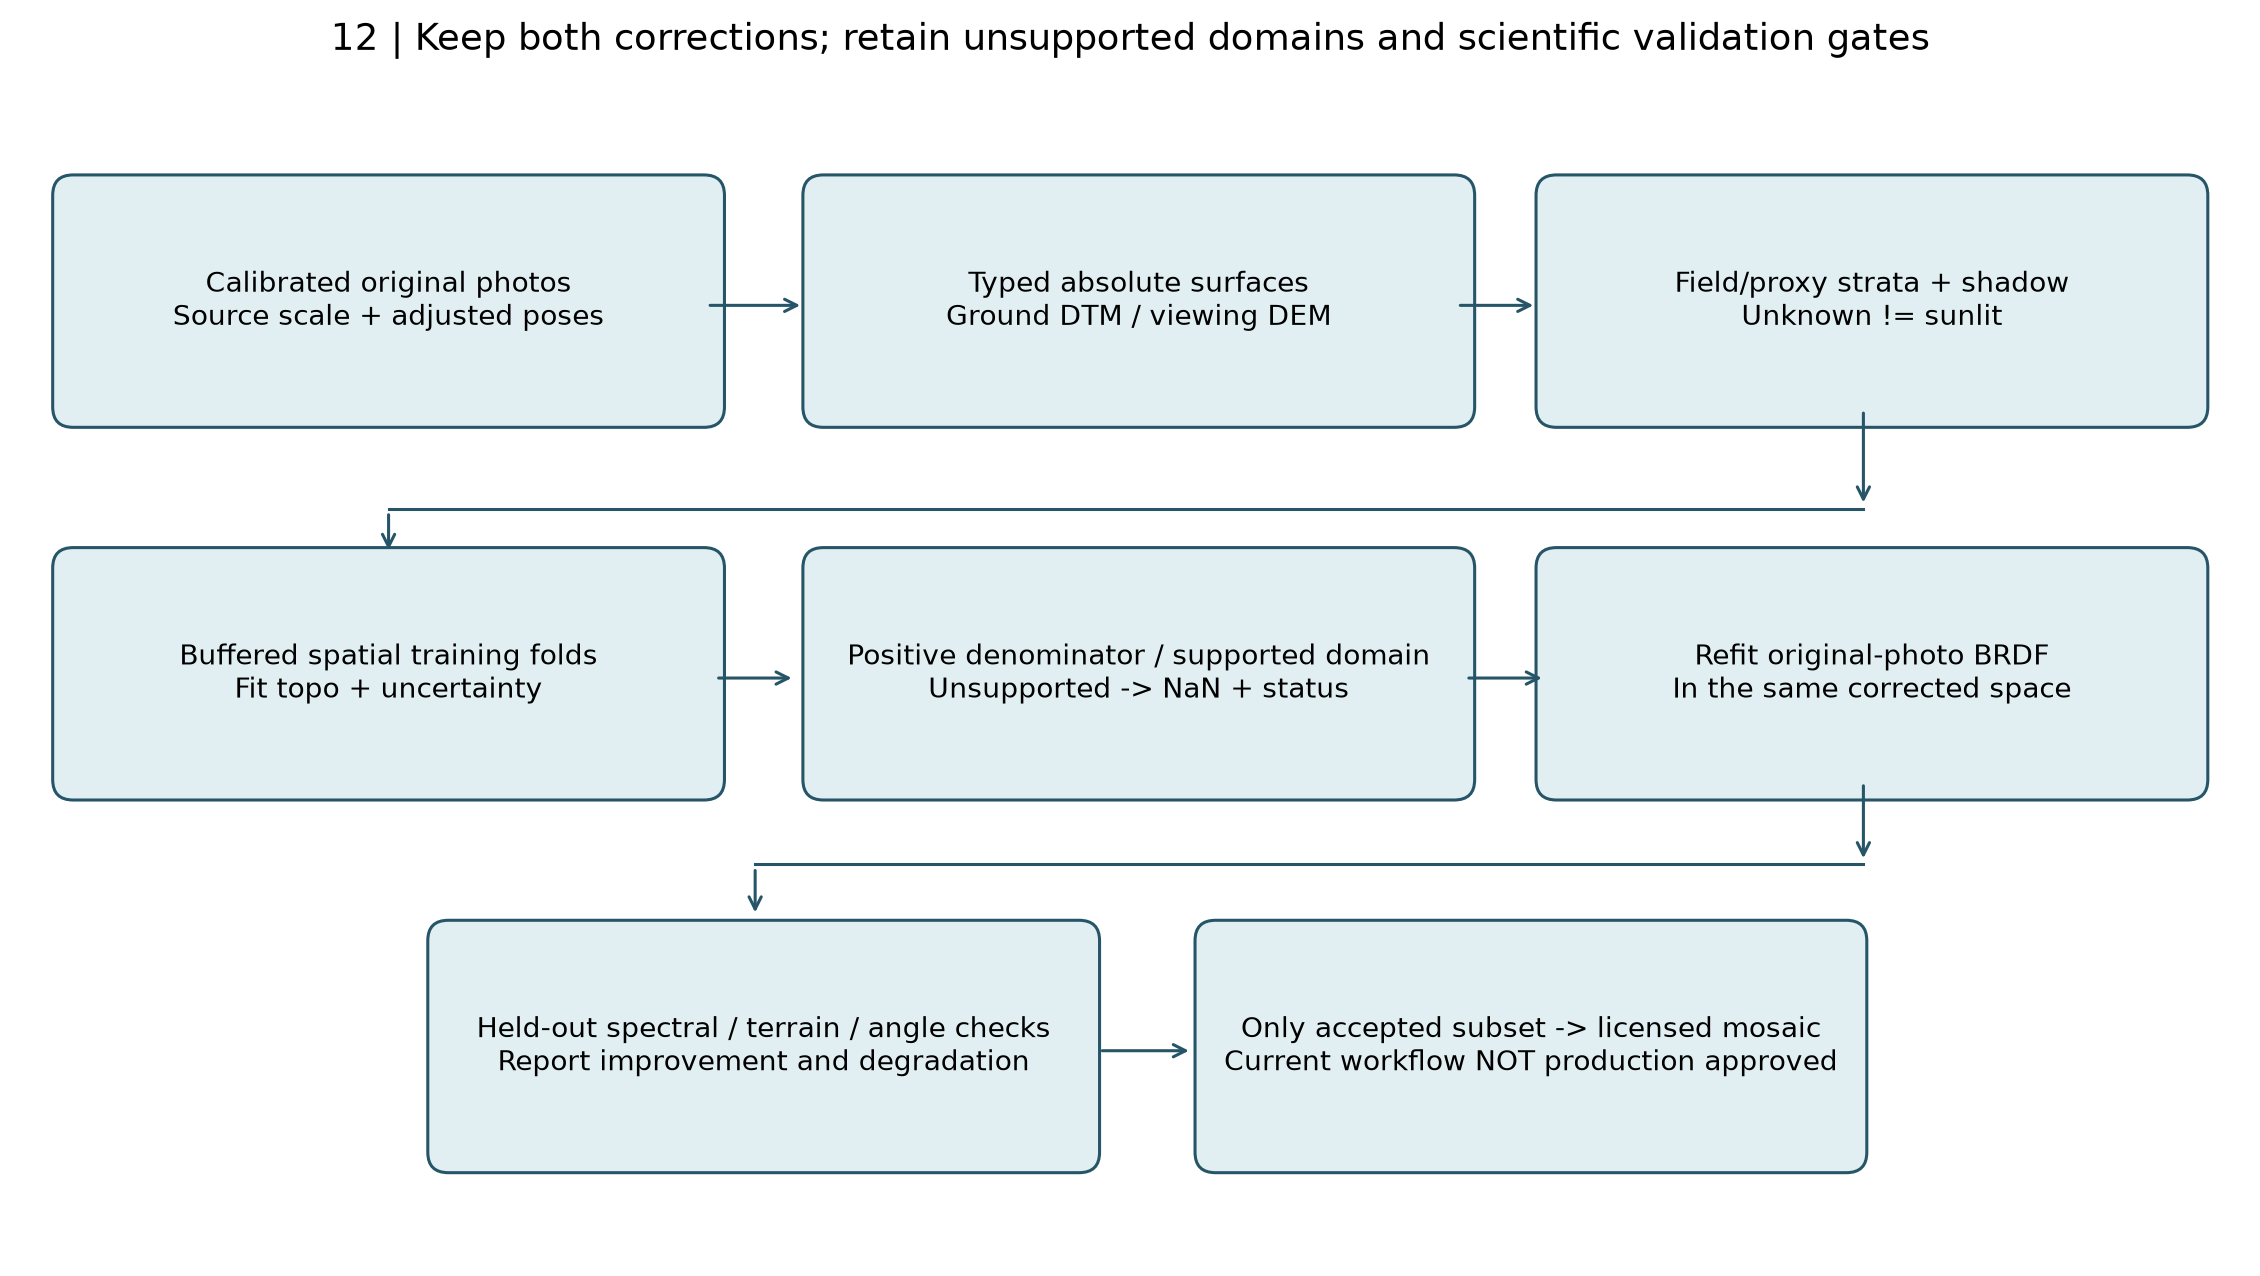 12 | Keep both corrections; retain unsupported domains and scientific validation gates
Calibrated original photos
Source scale + adjusted poses
Typed absolute surfaces
Ground DTM / viewing DEM
Field/proxy strata + shadow
Unknown != sunlit
Buffered spatial training folds
Fit topo + uncertainty
Positive denominator / supported domain
Unsupported -> NaN + status
Refit original-photo BRDF
In the same corrected space
Held-out spectral / terrain / angle checks
Report improvement and degradation
Only accepted subset -> licensed mosaic
Current workflow NOT production approved